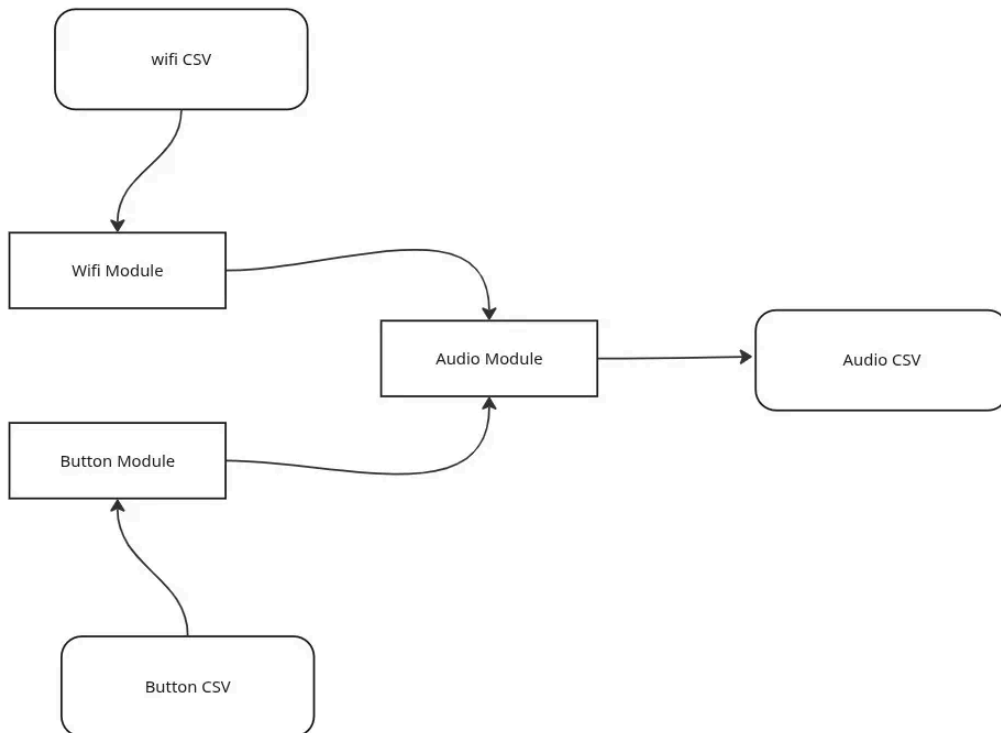 wifi CSV
Wifi Module
Audio Module
Audio CSV
Button Module
Button CSV